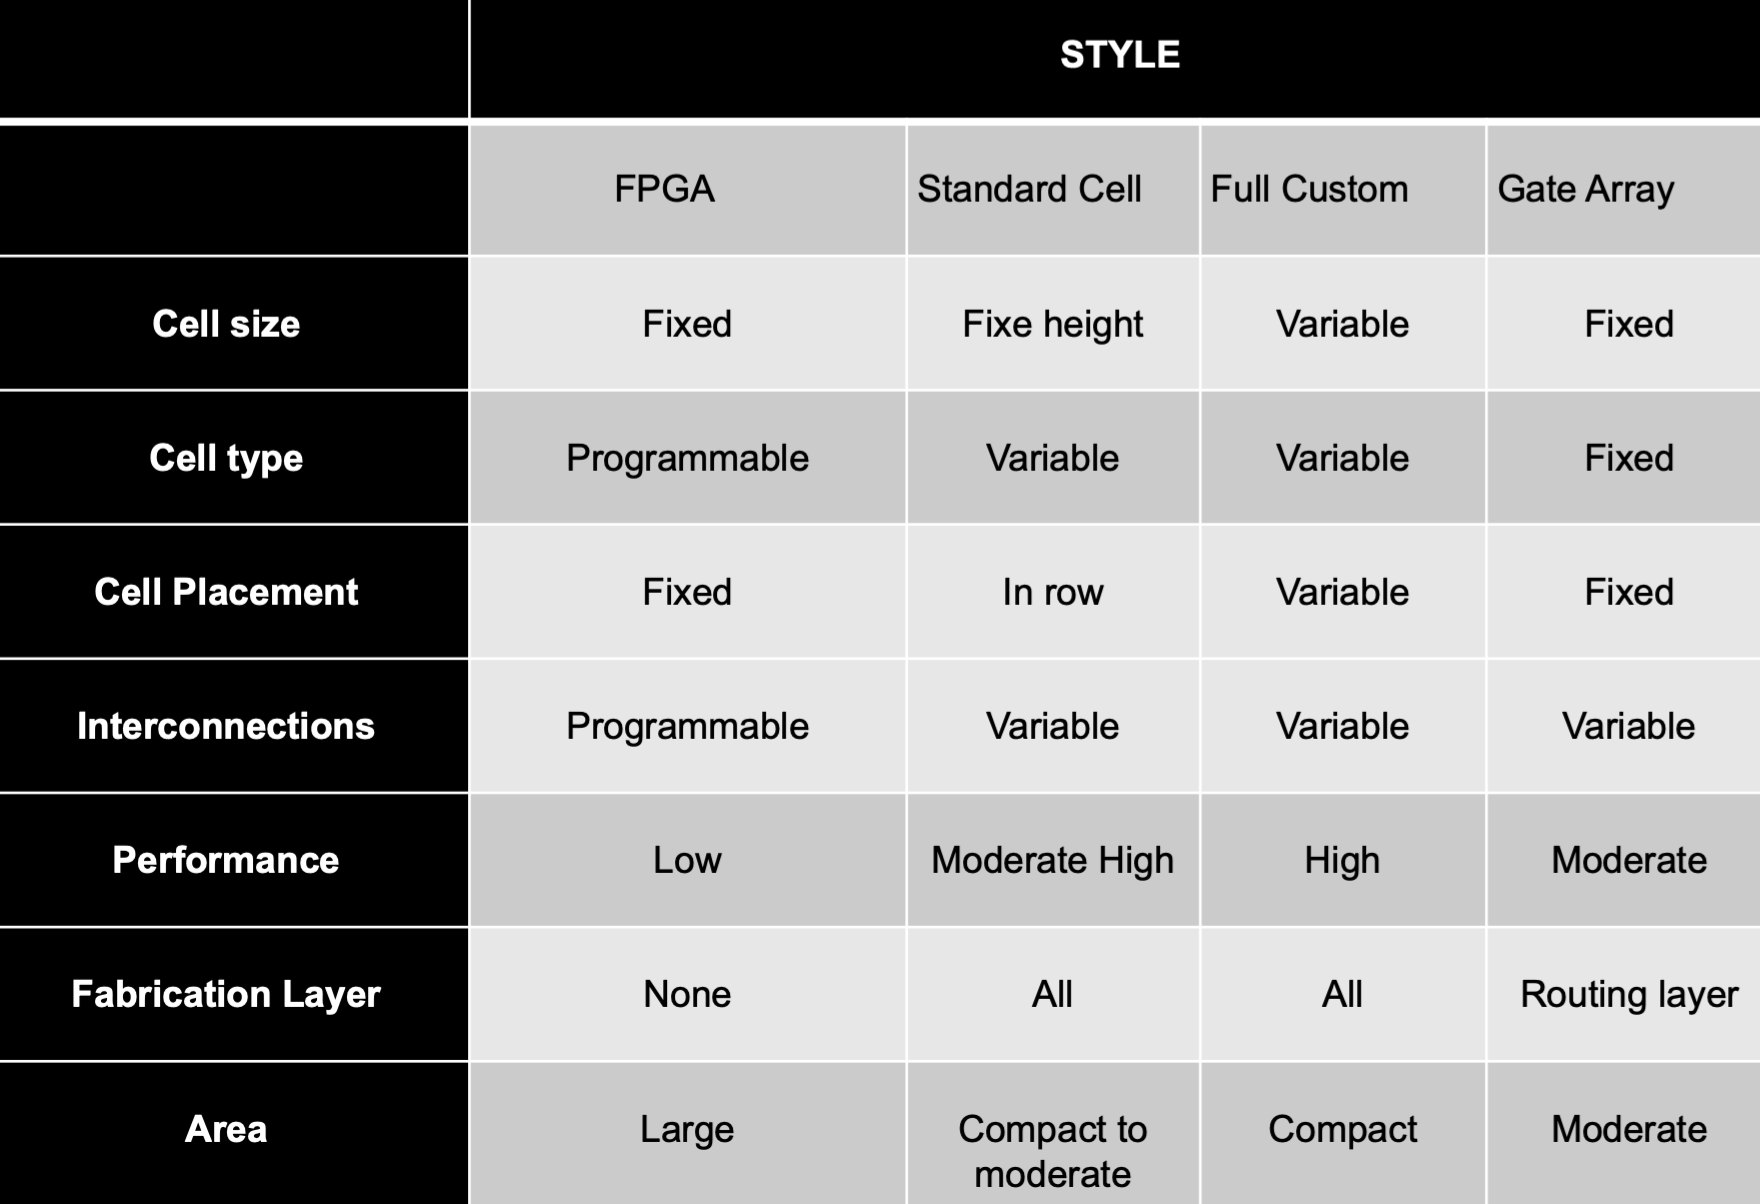 STYLE
FPGA Standard Cell Full Custom Gate Array
Cell size Fixed Fixe height Variable Fixed
Cell type Programmable Variable Variable Fixed
Cell Placement Fixed In row Variable Fixed
Interconnections Programmable Variable Variable Variable
Performance Low Moderate High High Moderate
Fabrication Layer None All All Routing layer
Area Large Compact to Compact Moderate
moderate